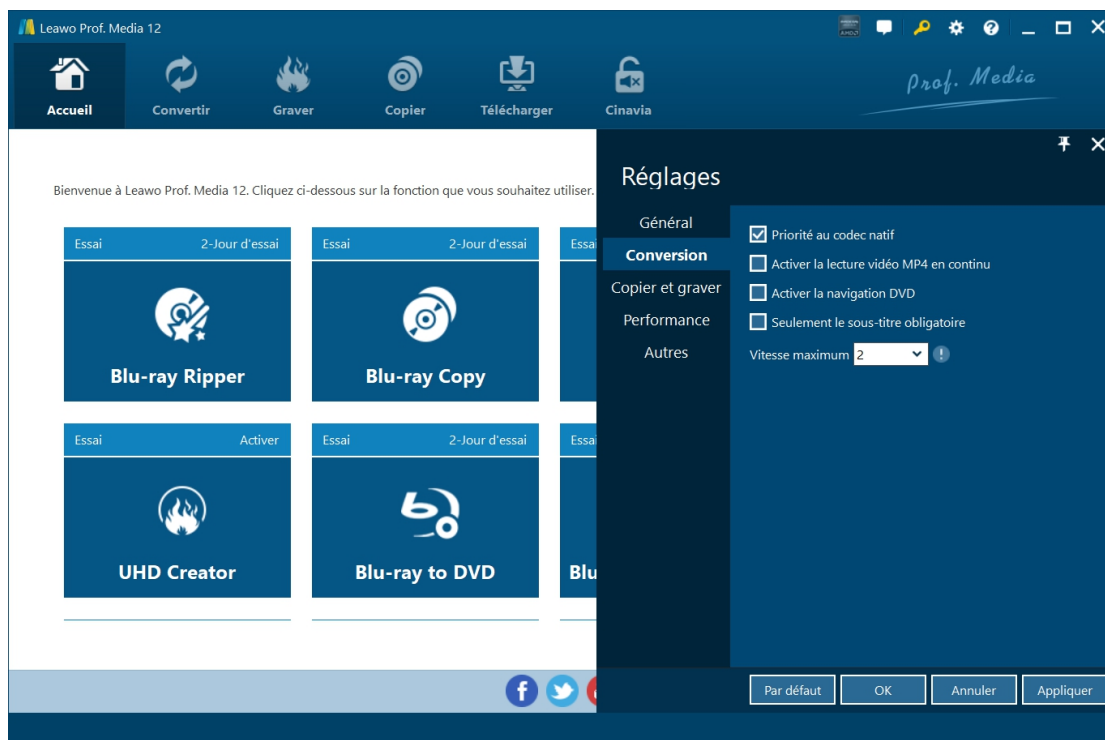 Leawo Prof. Media 12
Accueil
Convertir
Graver
Copier
Télécharger
Cinavia
Prof. Media
Bienvenue à Leawo Prof. Media 12. Cliquez ci-dessous sur la fonction que vous souhaitez utiliser.
Essai 2-Jour d'essai
Blu-ray Ripper
Essai 2-Jour d'essai
Blu-ray Copy
Essai
Essai Activer
UHD Creator
Essai 2-Jour d'essai
Blu-ray to DVD
Essai
Blu
Réglages
Général
Conversion
Copier et graver
Performance
Autres
Priorité au codec natif
Activer la lecture vidéo MP4 en continu
Activer la navigation DVD
Seulement le sous-titre obligatoire
Vitesse maximum 2
Par défaut OK Annuler Appliquer